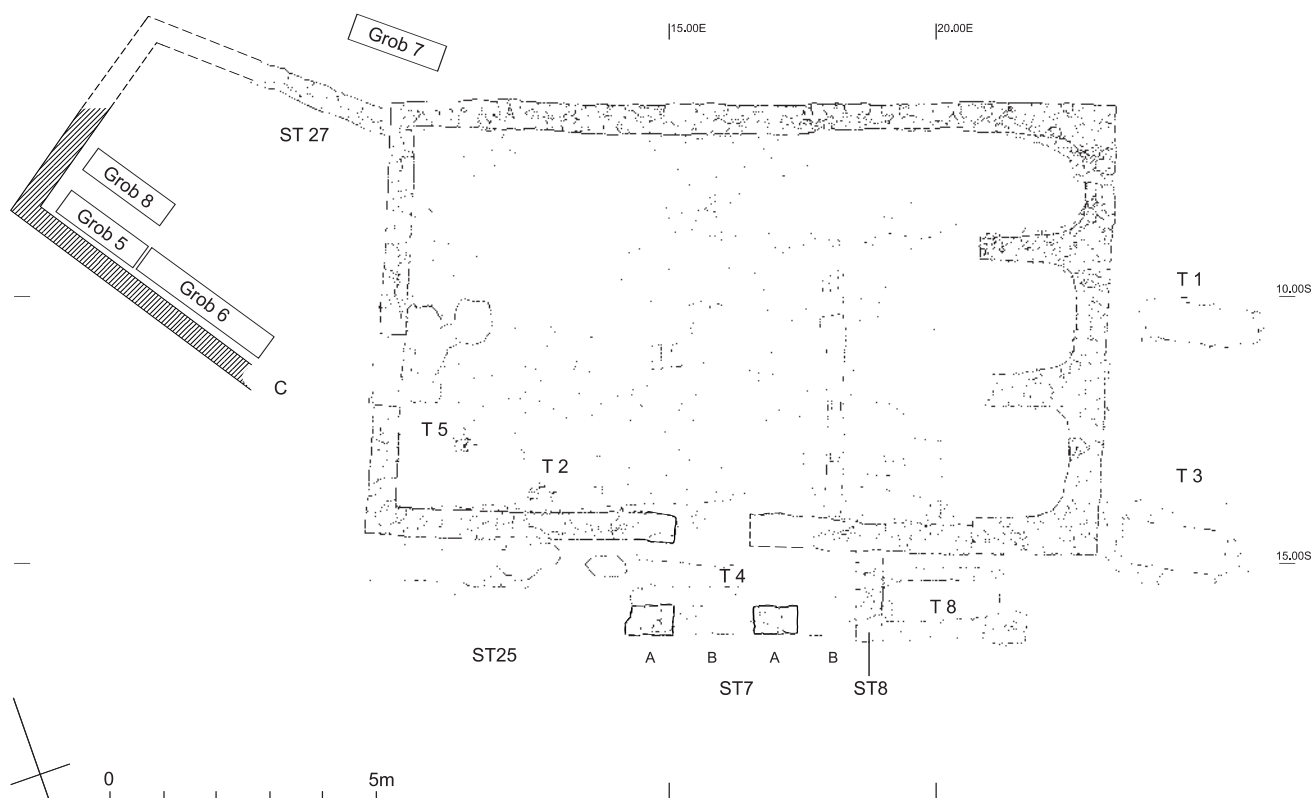 Grob 7
15.00E
20.00E
ST 27
Grob 8
Grob 5
Grob 6
C
T 1
10.00S
T 5
T 2
T 3
15.00S
T 4
T 8
A
B
A
B
ST25
ST7
ST8
0
5m